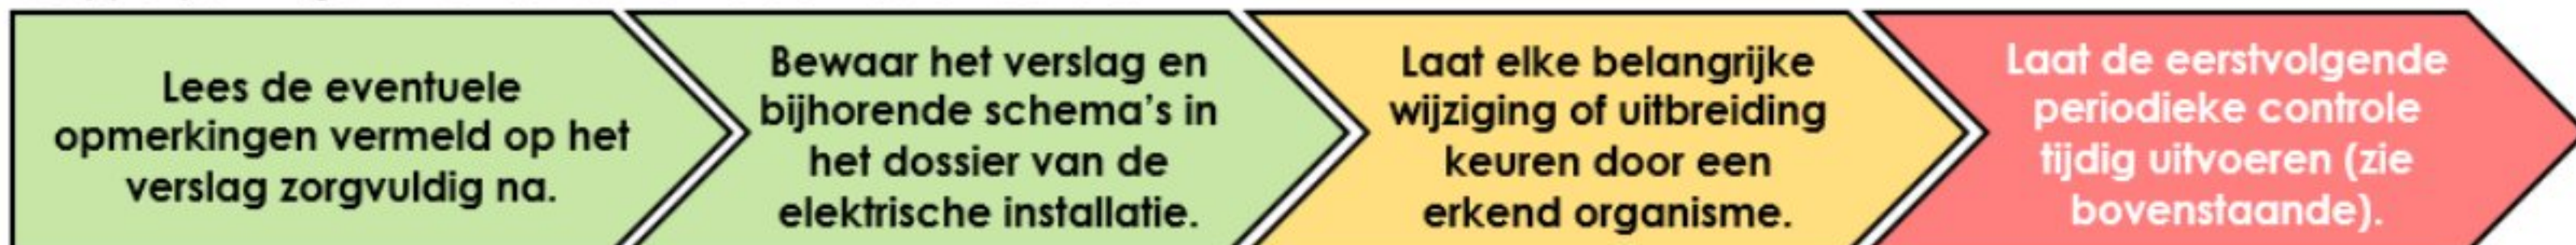 Lees de eventuele
opmerkingen vermeld op het
verslag zorgvuldig na.
Bewaar het verslag en
bijhorende schema's in
het dossier van de
elektrische installatie.
Laat elke belangrijke
wijziging of uitbreiding
keuren door een
erkend organisme.
Laat de eerstvolgende
periodieke controle
tijdig uitvoeren (zie
bovenstaande).